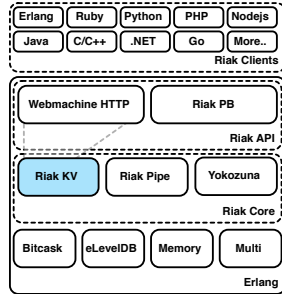 Erlang Ruby Python PHP Nodejs
Java C/C++ .NET Go More..
Riak Clients
Webmachine HTTP Riak PB
Riak API
Riak KV Riak Pipe Yokozuna
Riak Core
Bitcask eLevelDB Memory Multi
Erlang